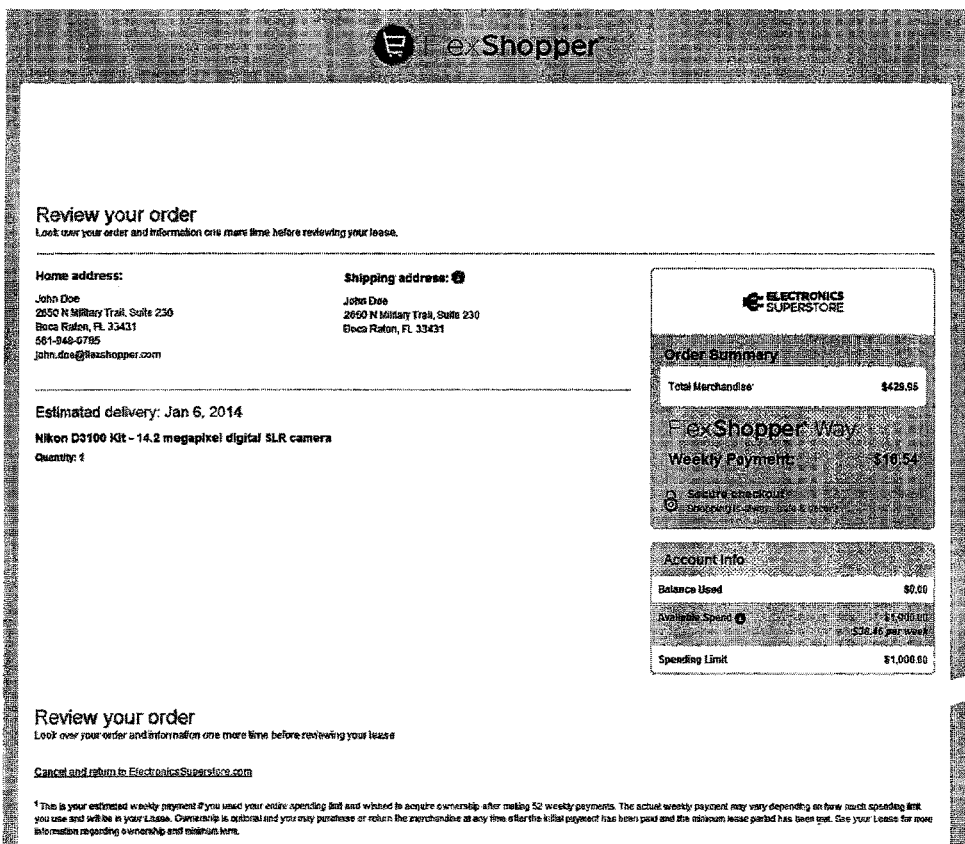 FlexShopper
Review your order
Look over your order and information one more time before reviewing your lease.
Home address:
John Doe
2650 N Military Trail, Suite 230
Boca Raton, FL 33431
john.doe@flexshopper.com
Shipping address:
John Doe
2650 N Military Trail, Suite 230
Boca Raton, FL 33431
ELECTRONICS
SUPERSTORE
Order Summary
Total Merchandise: $429.95
FlexShopper Way
Weekly Payment: $16.54
Secure checkout
Shopping is always safe & secure
Estimated delivery: Jan 6, 2014
Nikon D3100 Kit - 14.2 megapixel digital SLR camera
Quantity: 1
Account Info
Balance Used $0.00
Available Spend $1,000.00
$38.46 per week
Spending Limit $1,000.00
Review your order
Look over your order and information one more time before reviewing your lease
Cancel and return to ElectronicsSuperstore.com
1 This is your estimated weekly payment if you used your entire spending limit and wished to acquire ownership after making 52 weekly payments. The actual weekly payment may vary depending on how much spending limit
you use and will be in your Lease. Ownership is optional and you may purchase or return the merchandise at any time after the initial payment has been paid and the minimum lease period has been met. See your Lease for more
information regarding ownership and minimum term.